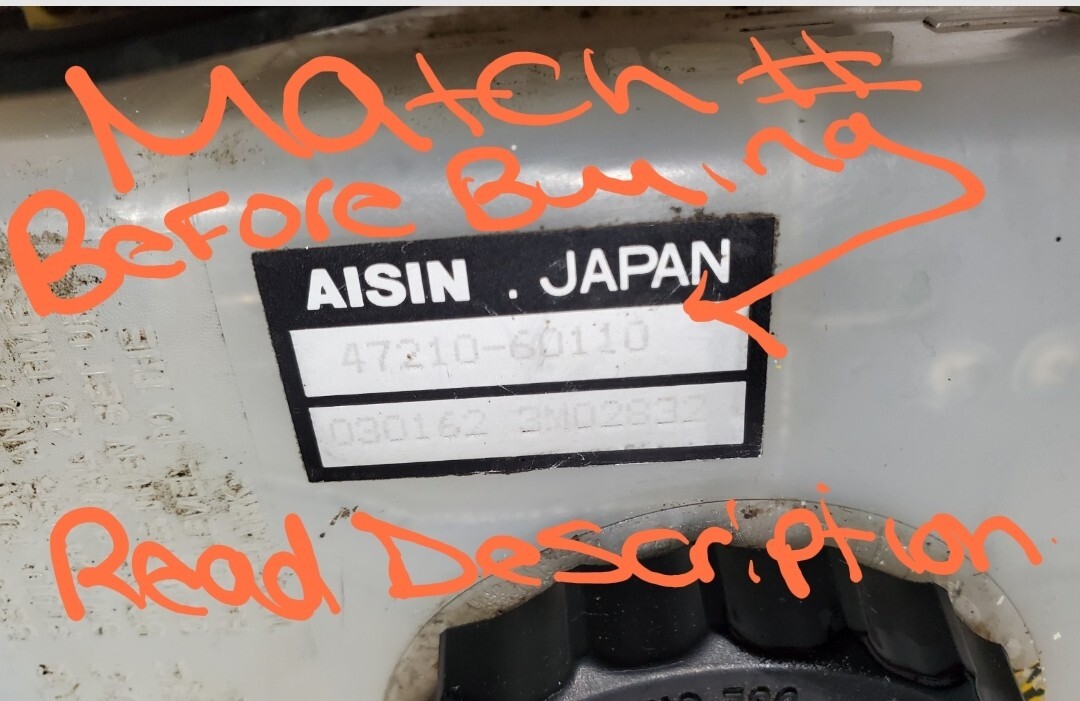 Match #
Before Buying
AISIN . JAPAN
47210-60110
030162 3M02832
Read Description